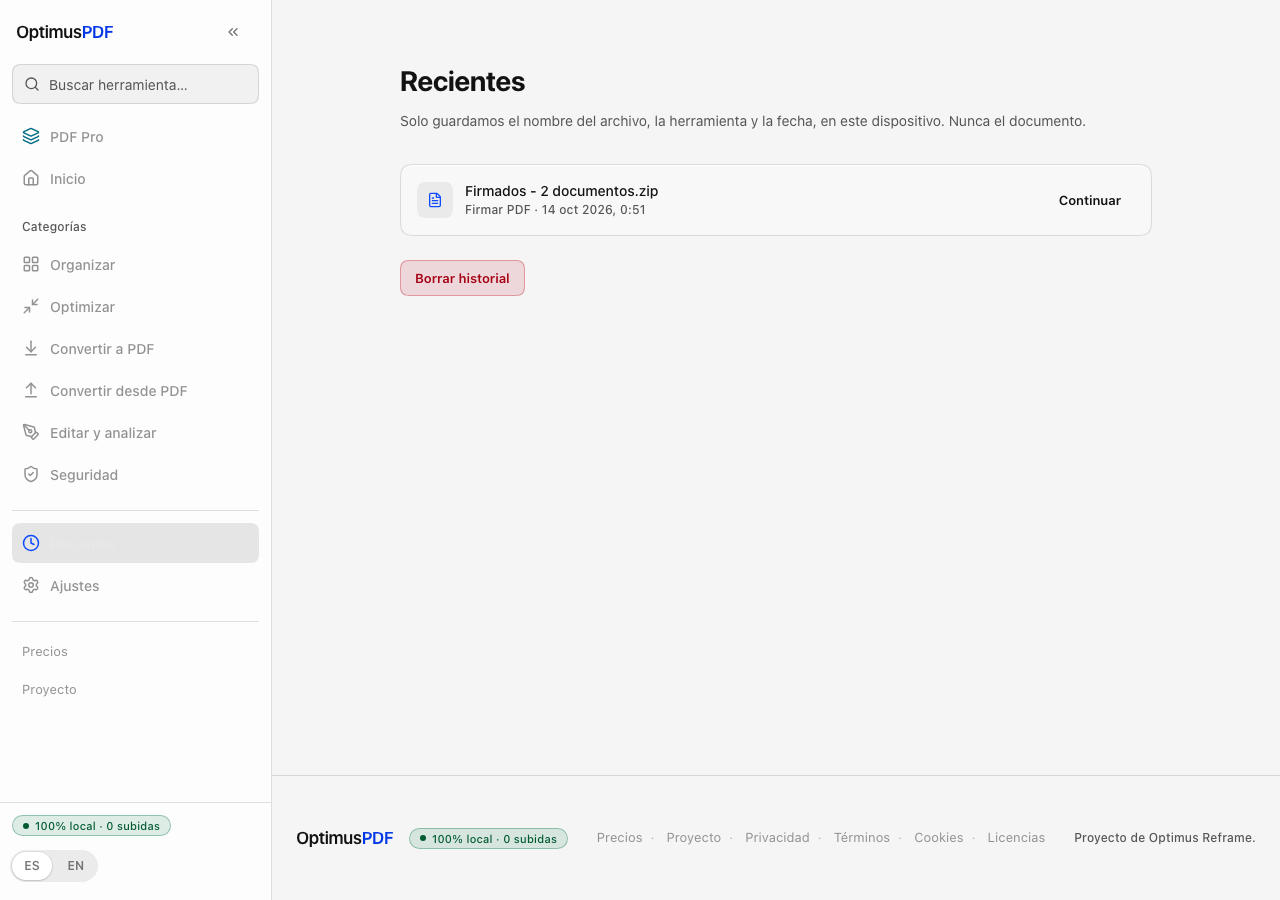 OptimusPDF
Buscar herramienta...
PDF Pro
Inicio
Categorías
Organizar
Optimizar
Convertir a PDF
Convertir desde PDF
Editar y analizar
Seguridad
Ajustes
Precios
Proyecto
100% local · 0 subidas
ES EN
Recientes
Solo guardamos el nombre del archivo, la herramienta y la fecha, en este dispositivo. Nunca el documento.
Firmados - 2 documentos.zip
Firmar PDF · 14 oct 2026, 0:51
Continuar
Borrar historial
OptimusPDF 100% local · 0 subidas Precios · Proyecto · Privacidad · Términos · Cookies · Licencias Proyecto de Optimus Reframe.